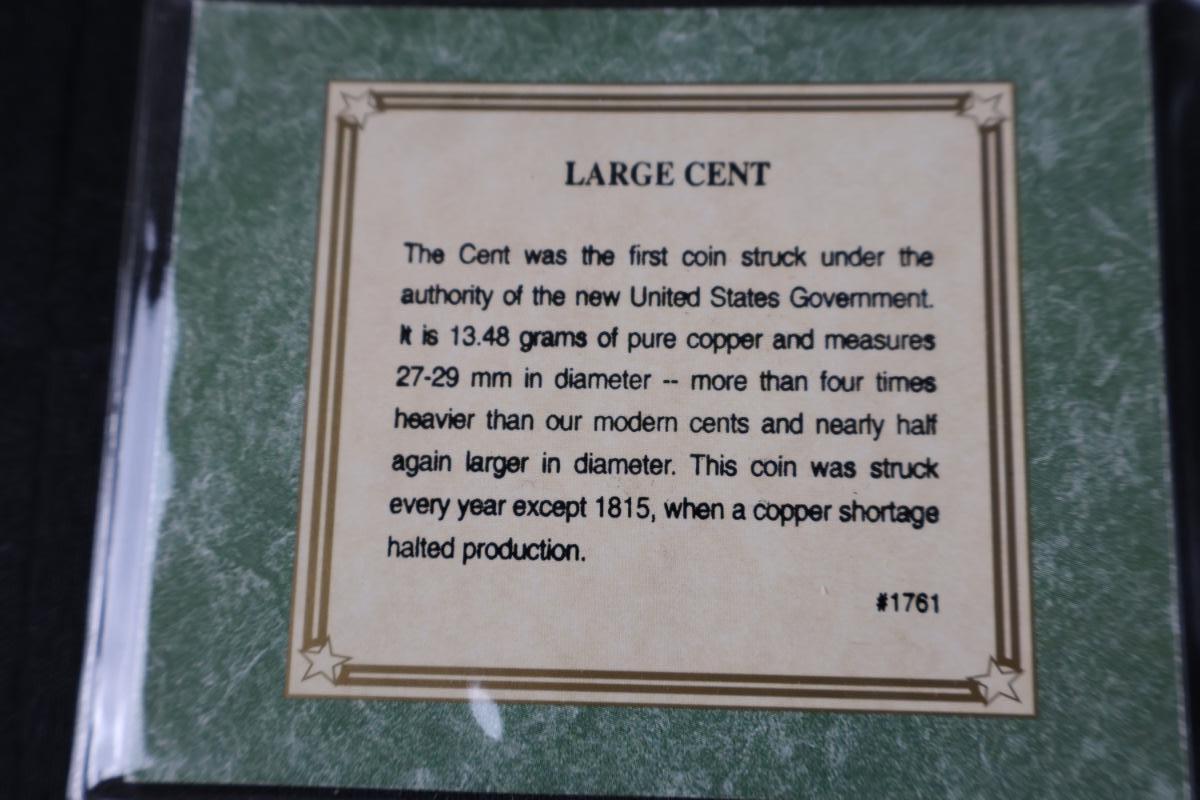 LARGE CENT
The Cent was the first coin struck under the
authority of the new United States Government.
It is 13.48 grams of pure copper and measures
27-29 mm in diameter -- more than four times
heavier than our modern cents and nearly half
again larger in diameter. This coin was struck
every year except 1815, when a copper shortage
halted production.
#1761